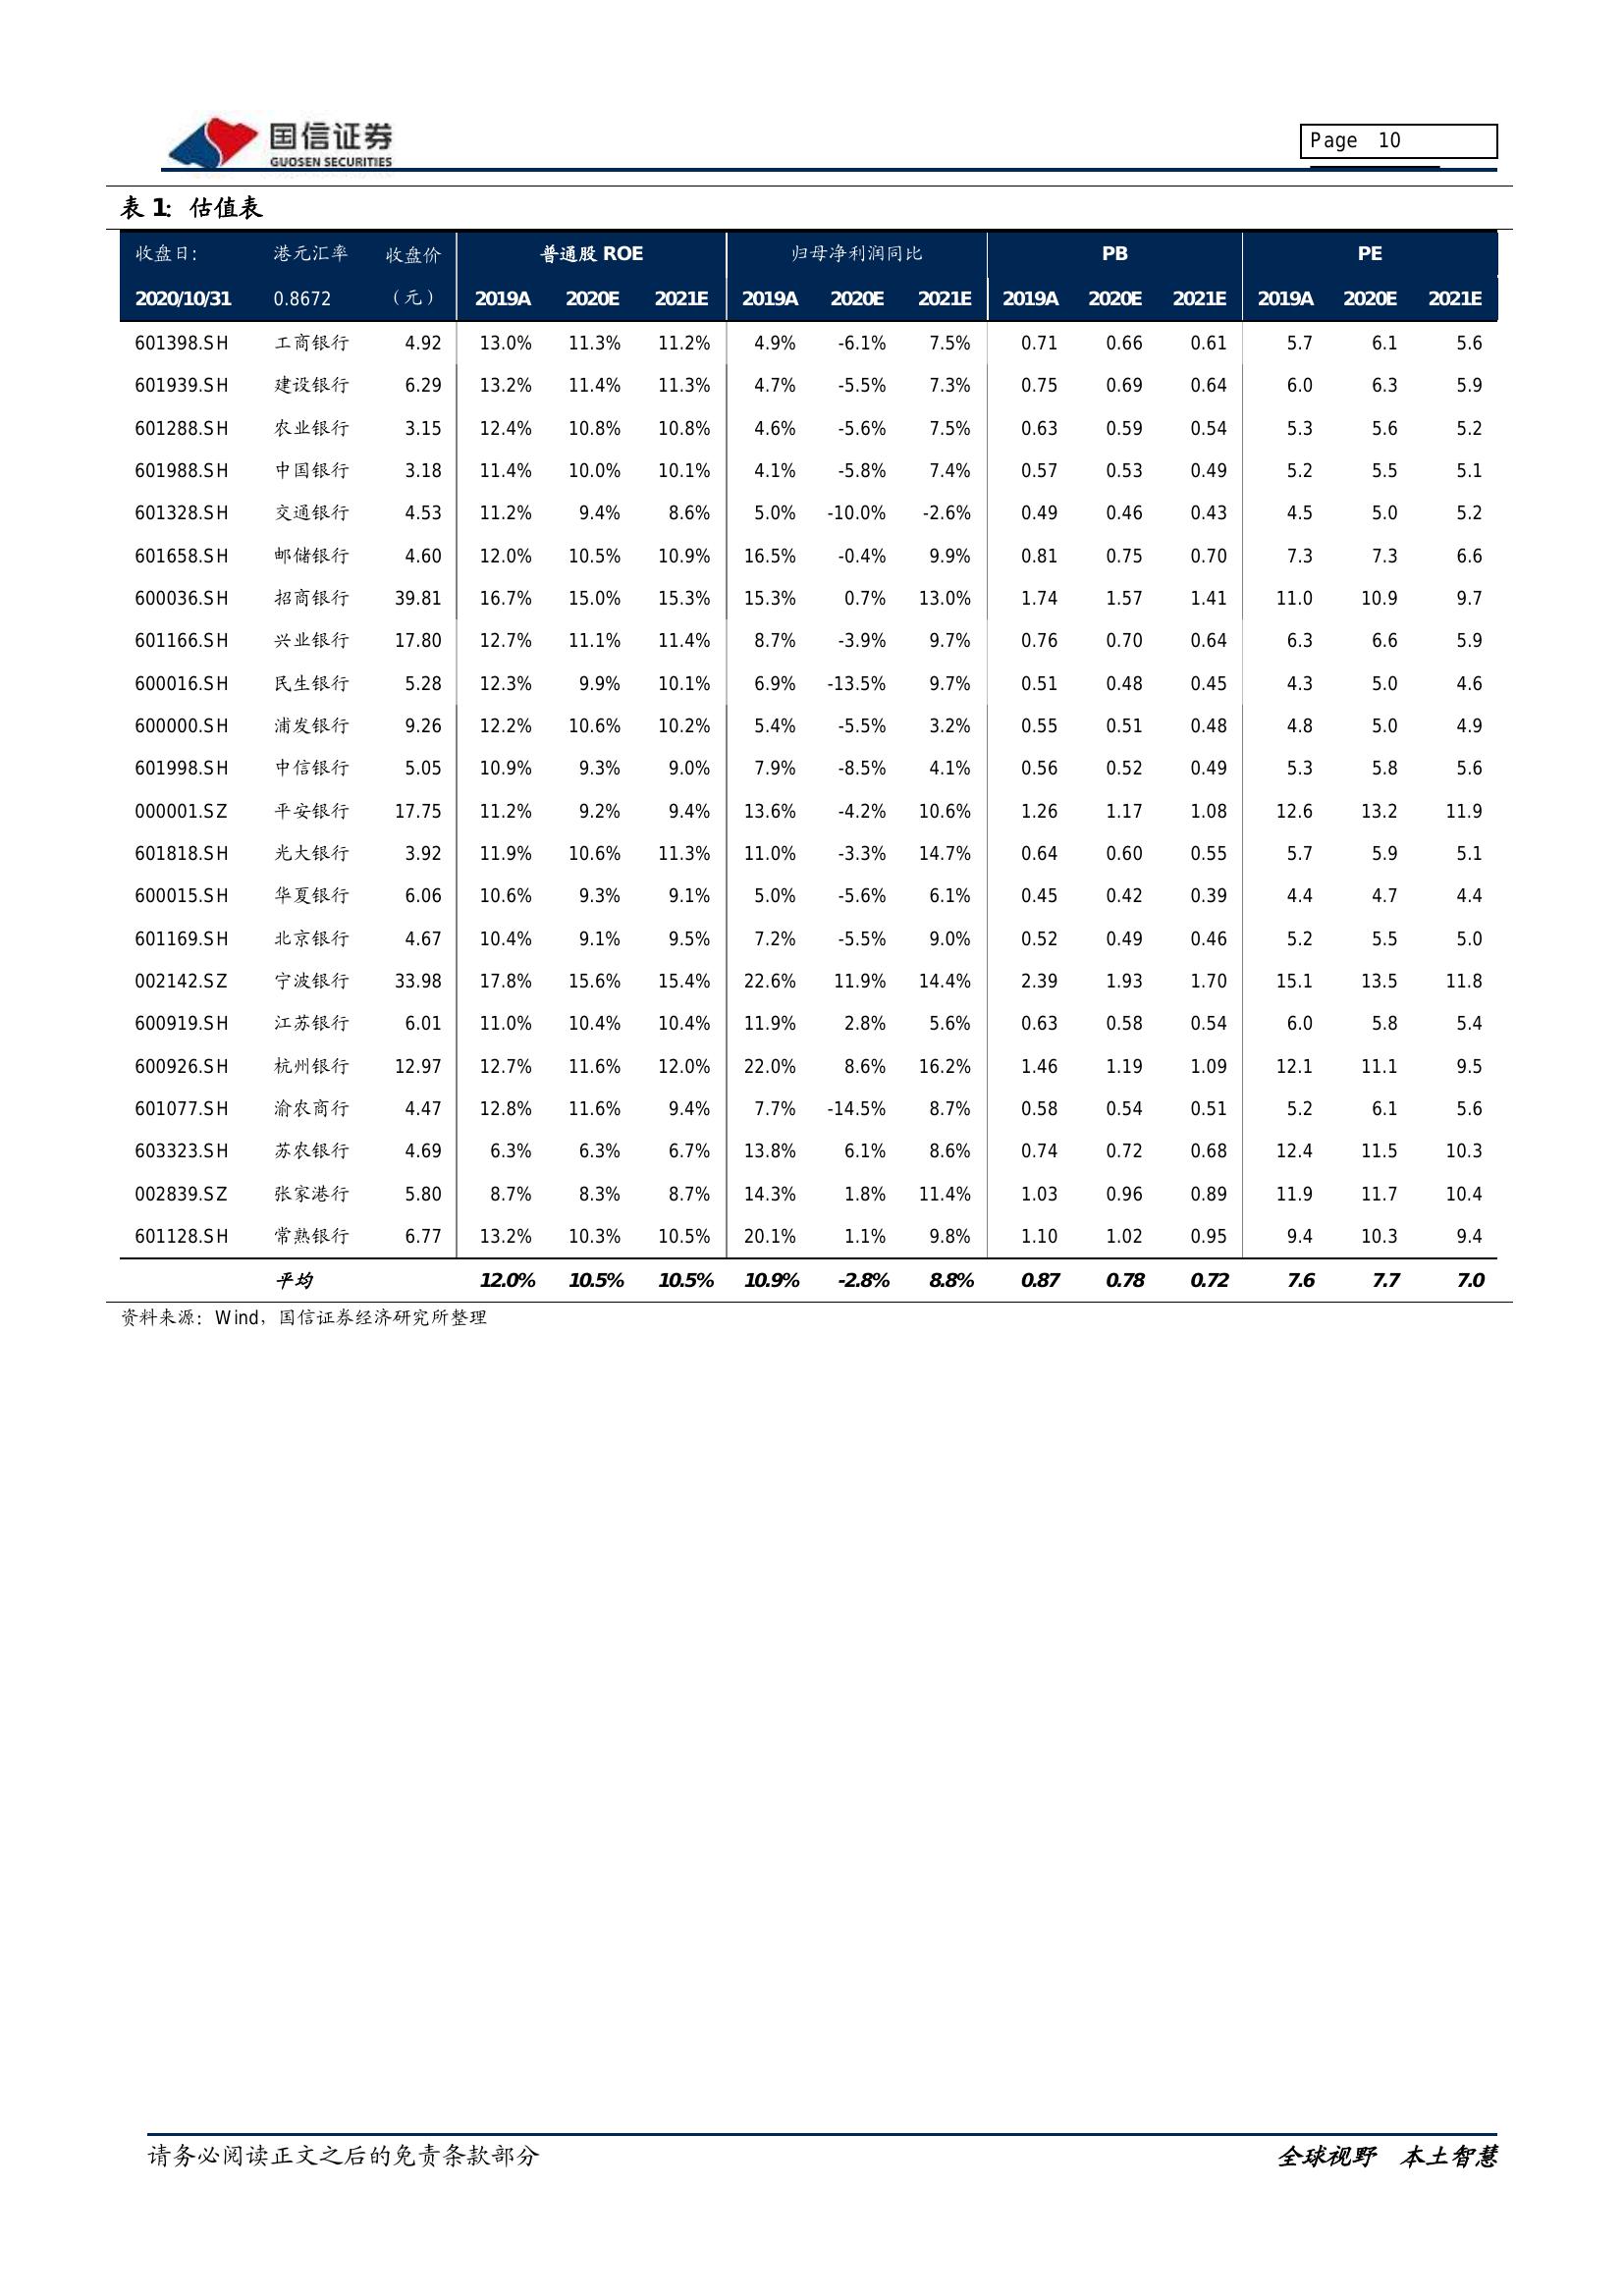 国信证券
GUOSEN SECURITIES
Page 10
表 1：估值表
收盘日： 港元汇率 收盘价 普通股 ROE 归母净利润同比 PB PE
2020/10/31 0.8672 （元） 2019A 2020E 2021E 2019A 2020E 2021E 2019A 2020E 2021E 2019A 2020E 2021E
601398.SH 工商银行 4.92 13.0% 11.3% 11.2% 4.9% -6.1% 7.5% 0.71 0.66 0.61 5.7 6.1 5.6
601939.SH 建设银行 6.29 13.2% 11.4% 11.3% 4.7% -5.5% 7.3% 0.75 0.69 0.64 6.0 6.3 5.9
601288.SH 农业银行 3.15 12.4% 10.8% 10.8% 4.6% -5.6% 7.5% 0.63 0.59 0.54 5.3 5.6 5.2
601988.SH 中国银行 3.18 11.4% 10.0% 10.1% 4.1% -5.8% 7.4% 0.57 0.53 0.49 5.2 5.5 5.1
601328.SH 交通银行 4.53 11.2% 9.4% 8.6% 5.0% -10.0% -2.6% 0.49 0.46 0.43 4.5 5.0 5.2
601658.SH 邮储银行 4.60 12.0% 10.5% 10.9% 16.5% -0.4% 9.9% 0.81 0.75 0.70 7.3 7.3 6.6
600036.SH 招商银行 39.81 16.7% 15.0% 15.3% 15.3% 0.7% 13.0% 1.74 1.57 1.41 11.0 10.9 9.7
601166.SH 兴业银行 17.80 12.7% 11.1% 11.4% 8.7% -3.9% 9.7% 0.76 0.70 0.64 6.3 6.6 5.9
600016.SH 民生银行 5.28 12.3% 9.9% 10.1% 6.9% -13.5% 9.7% 0.51 0.48 0.45 4.3 5.0 4.6
600000.SH 浦发银行 9.26 12.2% 10.6% 10.2% 5.4% -5.5% 3.2% 0.55 0.51 0.48 4.8 5.0 4.9
601998.SH 中信银行 5.05 10.9% 9.3% 9.0% 7.9% -8.5% 4.1% 0.56 0.52 0.49 5.3 5.8 5.6
000001.SZ 平安银行 17.75 11.2% 9.2% 9.4% 13.6% -4.2% 10.6% 1.26 1.17 1.08 12.6 13.2 11.9
601818.SH 光大银行 3.92 11.9% 10.6% 11.3% 11.0% -3.3% 14.7% 0.64 0.60 0.55 5.7 5.9 5.1
600015.SH 华夏银行 6.06 10.6% 9.3% 9.1% 5.0% -5.6% 6.1% 0.45 0.42 0.39 4.4 4.7 4.4
601169.SH 北京银行 4.67 10.4% 9.1% 9.5% 7.2% -5.5% 9.0% 0.52 0.49 0.46 5.2 5.5 5.0
002142.SZ 宁波银行 33.98 17.8% 15.6% 15.4% 22.6% 11.9% 14.4% 2.39 1.93 1.70 15.1 13.5 11.8
600919.SH 江苏银行 6.01 11.0% 10.4% 10.4% 11.9% 2.8% 5.6% 0.63 0.58 0.54 6.0 5.8 5.4
600926.SH 杭州银行 12.97 12.7% 11.6% 12.0% 22.0% 8.6% 16.2% 1.46 1.19 1.09 12.1 11.1 9.5
601077.SH 渝农商行 4.47 12.8% 11.6% 9.4% 7.7% -14.5% 8.7% 0.58 0.54 0.51 5.2 6.1 5.6
603323.SH 苏农银行 4.69 6.3% 6.3% 6.7% 13.8% 6.1% 8.6% 0.74 0.72 0.68 12.4 11.5 10.3
002839.SZ 张家港行 5.80 8.7% 8.3% 8.7% 14.3% 1.8% 11.4% 1.03 0.96 0.89 11.9 11.7 10.4
601128.SH 常熟银行 6.77 13.2% 10.3% 10.5% 20.1% 1.1% 9.8% 1.10 1.02 0.95 9.4 10.3 9.4
平均 12.0% 10.5% 10.5% 10.9% -2.8% 8.8% 0.87 0.78 0.72 7.6 7.7 7.0
资料来源：Wind，国信证券经济研究所整理
请务必阅读正文之后的免责条款部分 全球视野 本土智慧